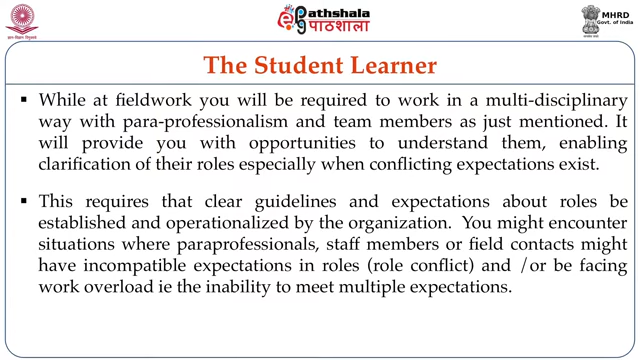 Pathshala
पाठशाला
MHRD
Govt. of India
The Student Learner
▪ While at fieldwork you will be required to work in a multi-disciplinary
way with para-professionalism and team members as just mentioned. It
will provide you with opportunities to understand them, enabling
clarification of their roles especially when conflicting expectations exist.
▪ This requires that clear guidelines and expectations about roles be
established and operationalized by the organization. You might encounter
situations where paraprofessionals, staff members or field contacts might
have incompatible expectations in roles (role conflict) and /or be facing
work overload ie the inability to meet multiple expectations.